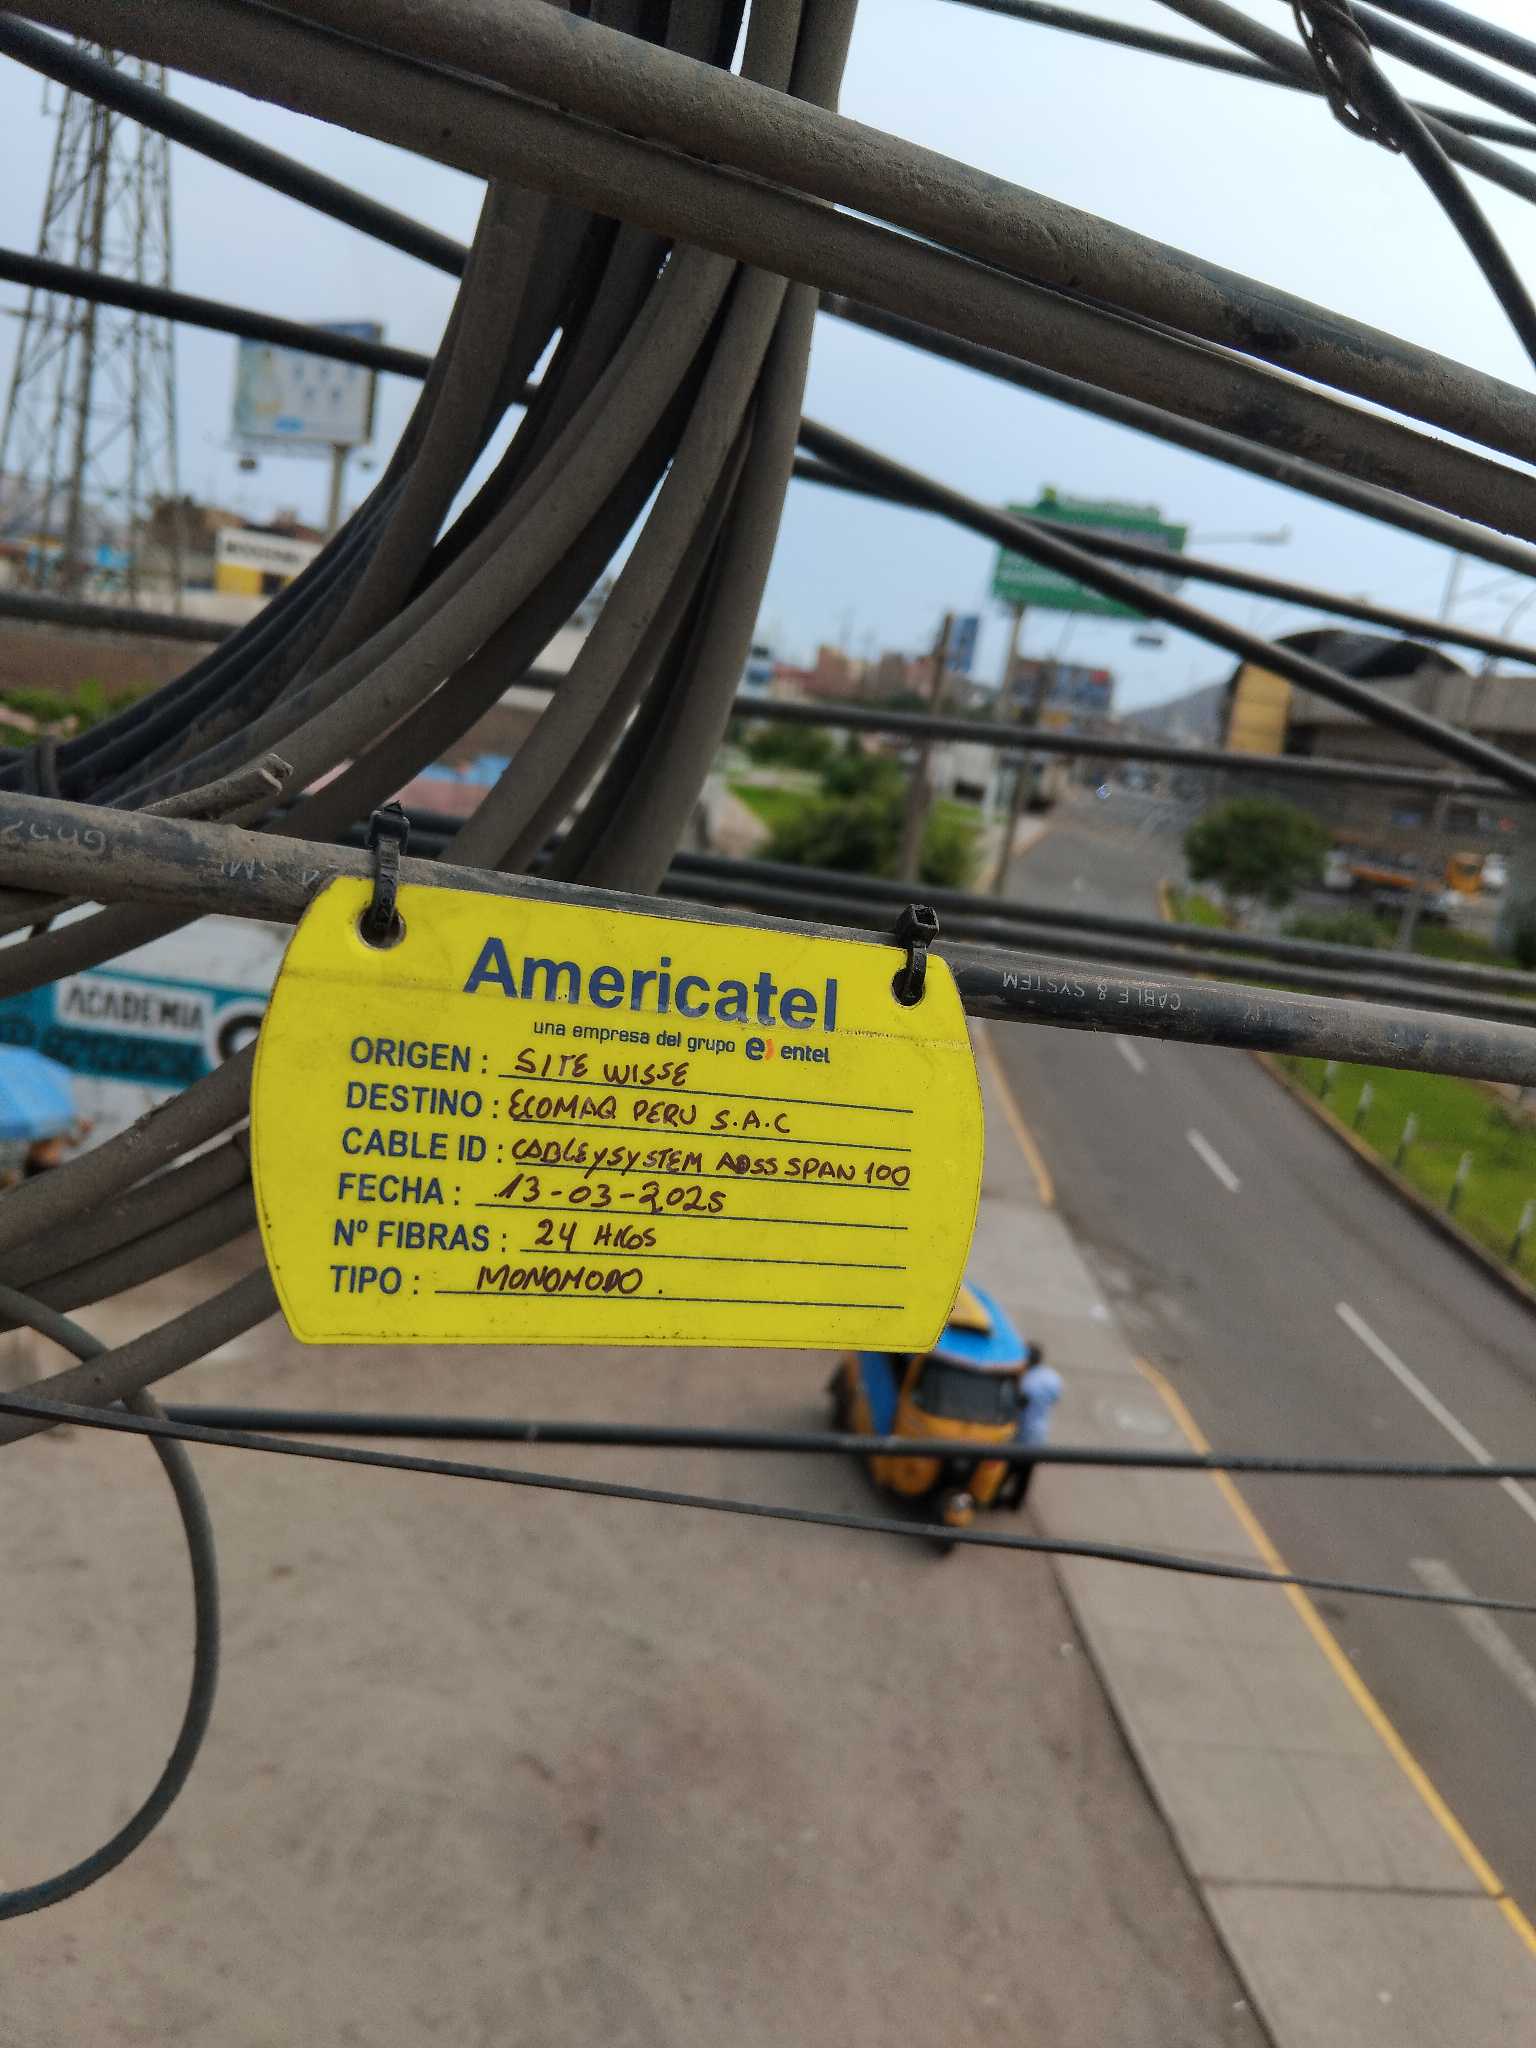 Americatel
una empresa del grupo e) entel
ORIGEN : SITE WISSE
DESTINO : ECOMAQ PERU S.A.C
CABLE ID : CABLEYSYSTEM ADSS SPAN 100
FECHA : 13-03-2025
Nº FIBRAS : 24 HILOS
TIPO : MONOMODO .
CABLE & SYSTEM
ACADEMIA